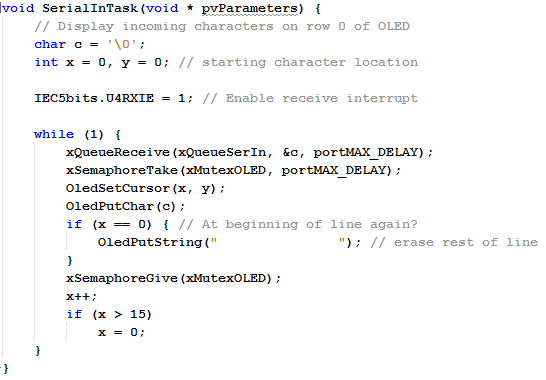 void SerialInTask(void * pvParameters) {
    // Display incoming characters on row 0 of OLED
    char c = '\0';
    int x = 0, y = 0; // starting character location

    IEC5bits.U4RXIE = 1; // Enable receive interrupt

    while (1) {
        xQueueReceive(xQueueSerIn, &c, portMAX_DELAY);
        xSemaphoreTake(xMutexOLED, portMAX_DELAY);
        OledSetCursor(x, y);
        OledPutChar(c);
        if (x == 0) { // At beginning of line again?
            OledPutString("               "); // erase rest of line
        }
        xSemaphoreGive(xMutexOLED);
        x++;
        if (x > 15)
            x = 0;
    }
}